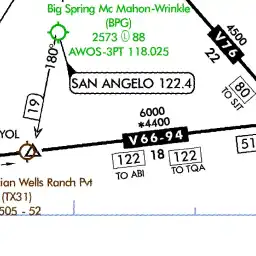 Big Spring Mc Mahon-Wrinkle
(BPG)
2573 Ⓛ 88
AWOS-3PT 118.025
180°
SAN ANGELO 122.4
4500
V76
22
80
TO SJT
19
6000
*4400
V66-94
YOL
122
18
122
51
TO ABI
TO TQA
ian Wells Ranch Pvt
(TX31)
505 - 52